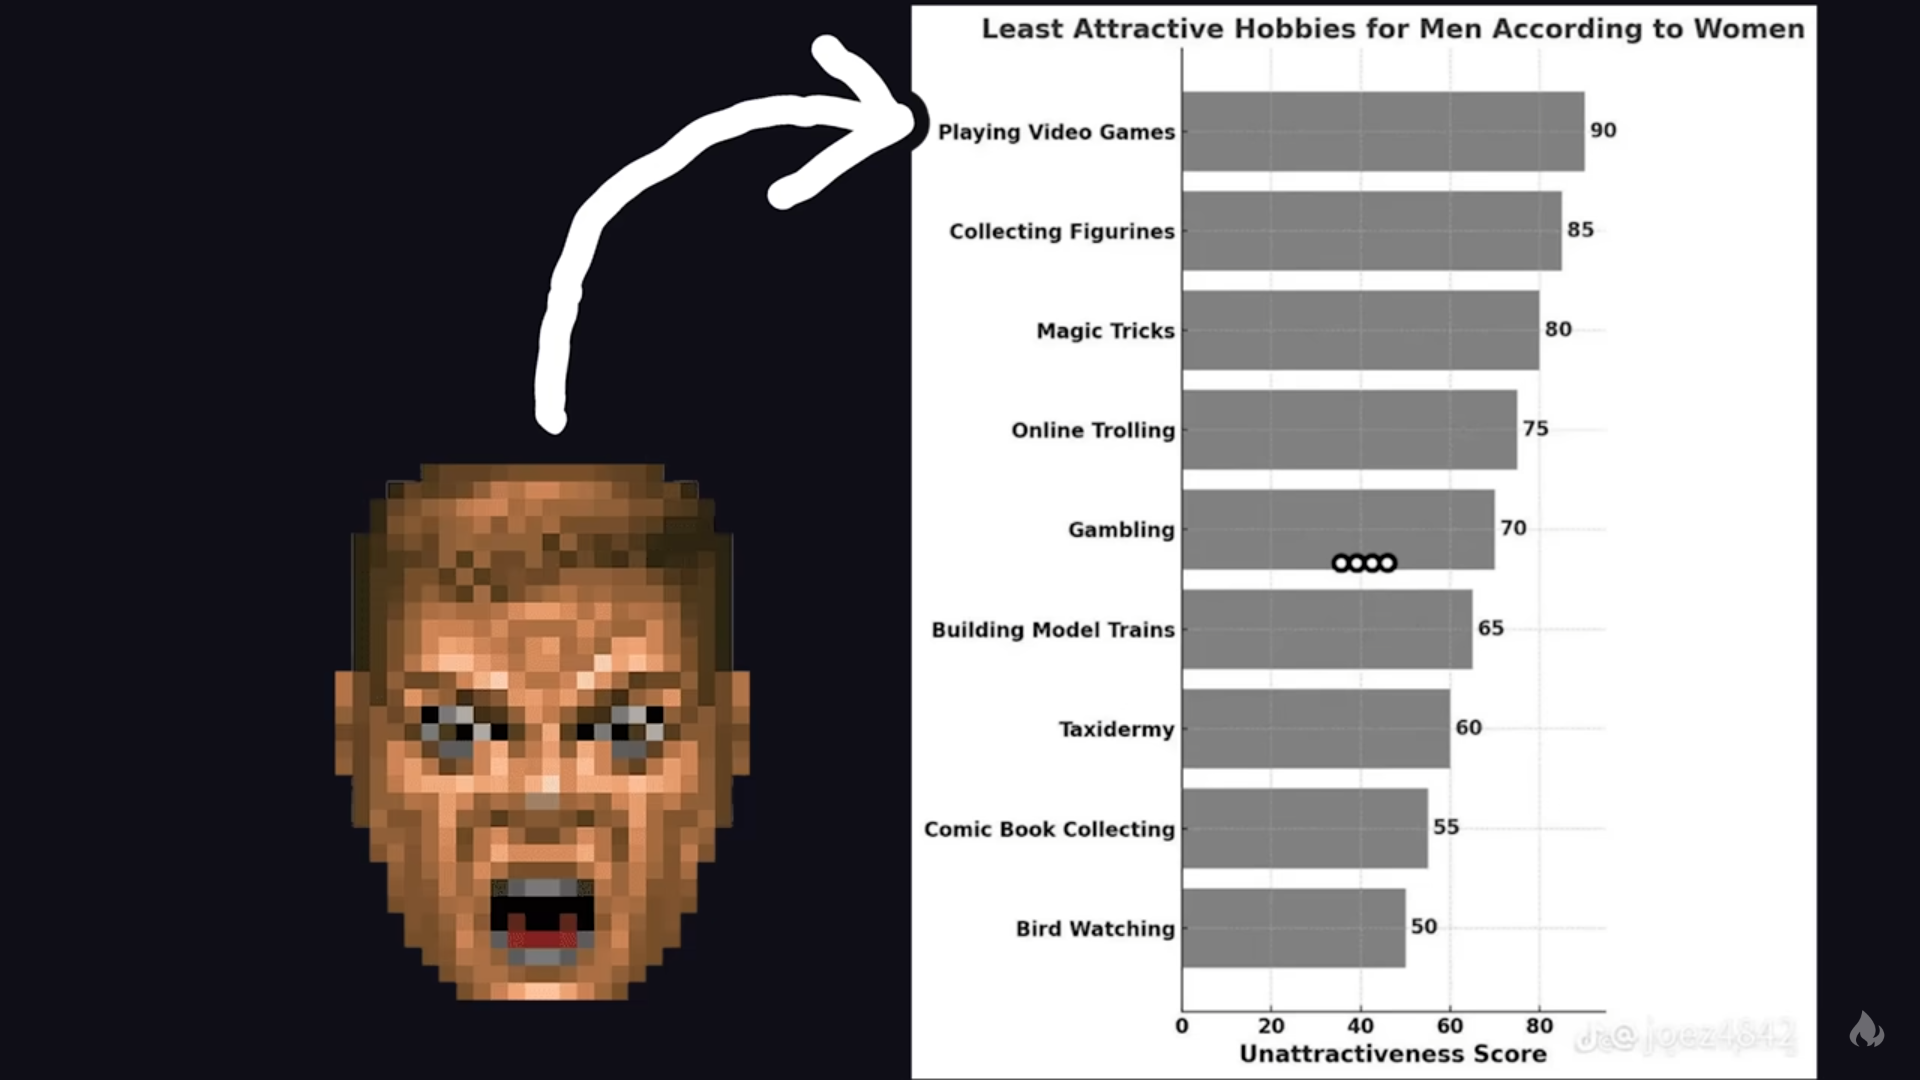 Least Attractive Hobbies for Men According to Women
Playing Video Games 90
Collecting Figurines 85
Magic Tricks 80
Online Trolling 75
Gambling 70
Building Model Trains 65
Taxidermy 60
Comic Book Collecting 55
Bird Watching 50
0 20 40 60 80
Unattractiveness Score
@joez4842